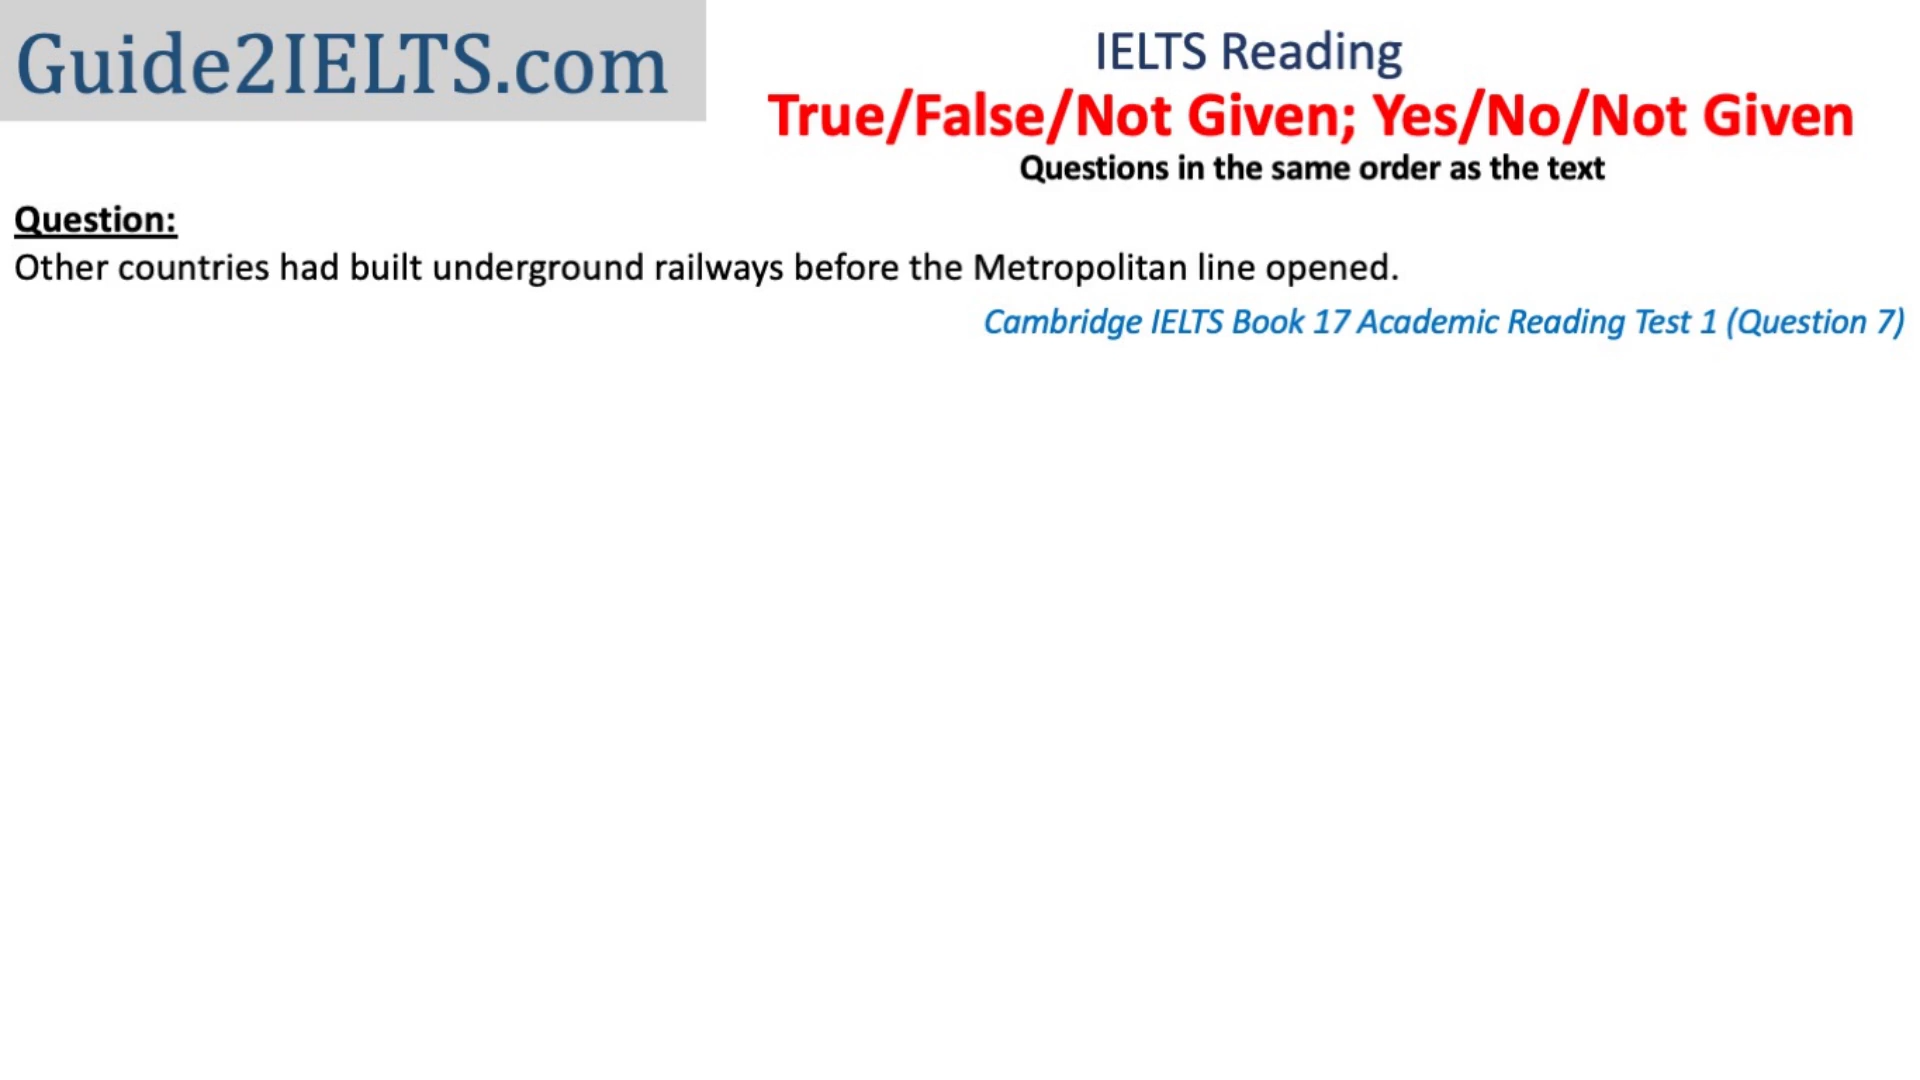 Guide2IELTS.com
IELTS Reading
True/False/Not Given; Yes/No/Not Given
Questions in the same order as the text
Question:
Other countries had built underground railways before the Metropolitan line opened.
Cambridge IELTS Book 17 Academic Reading Test 1 (Question 7)